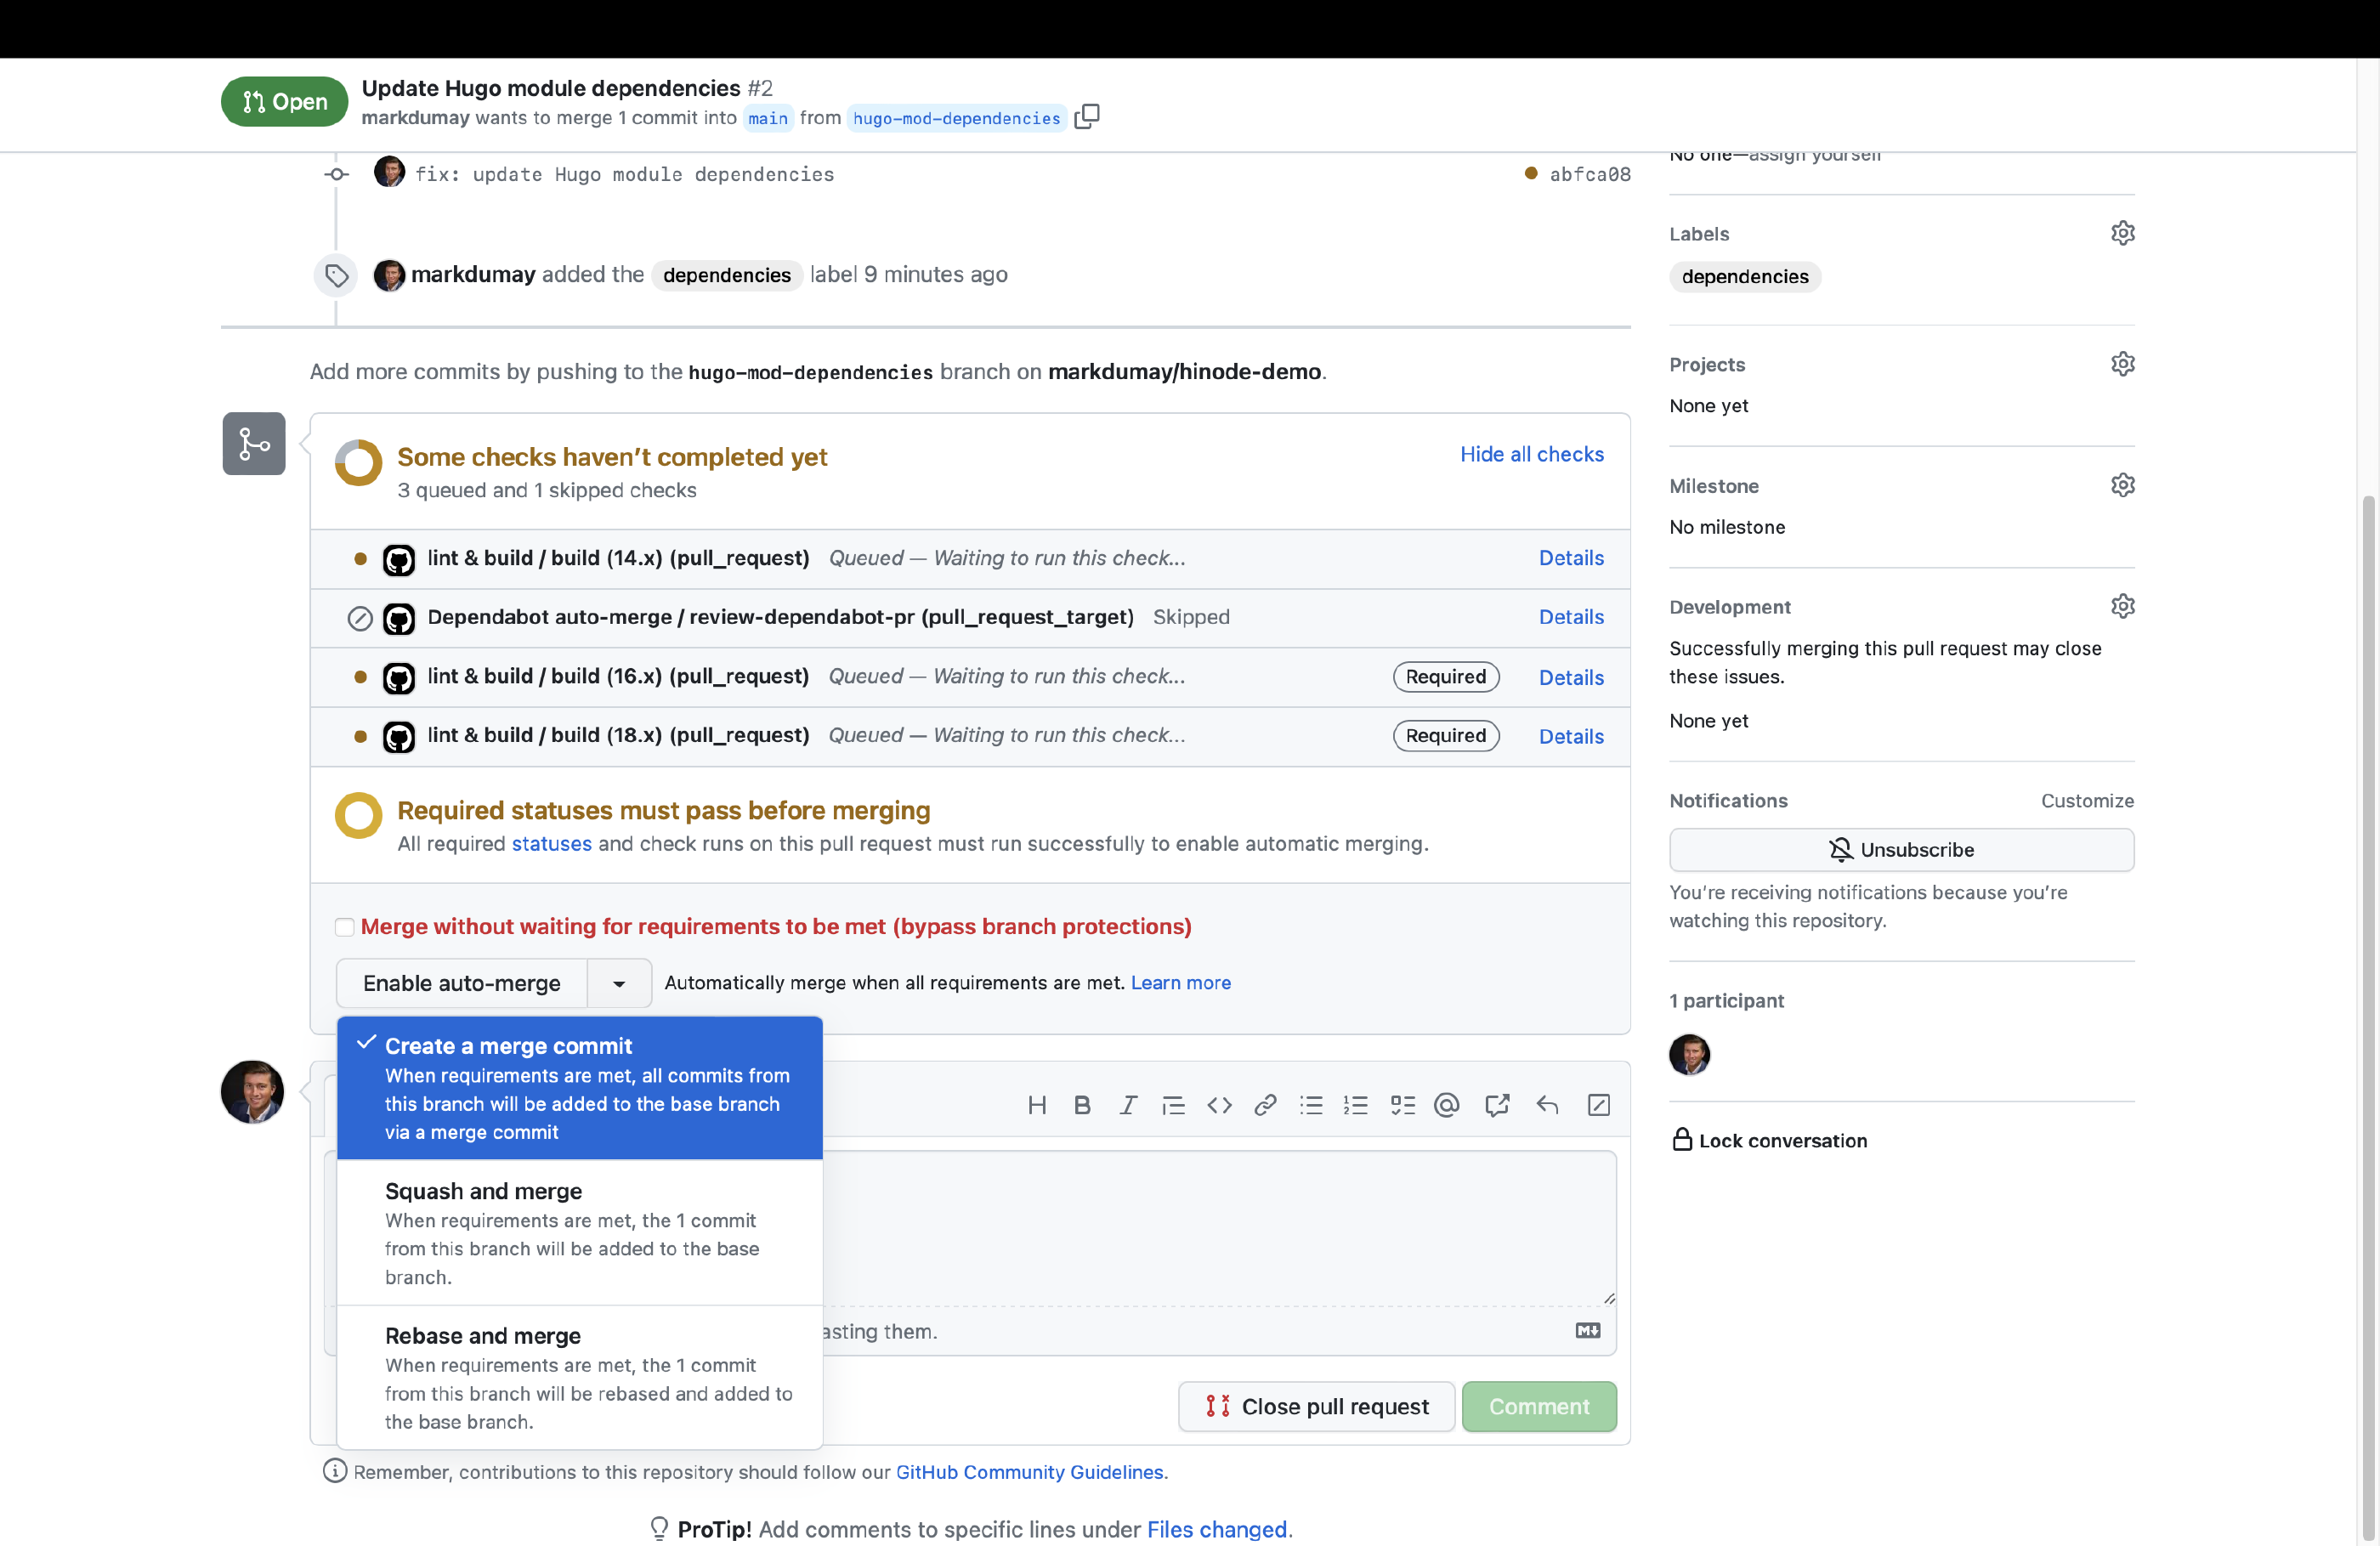 Open
Update Hugo module dependencies #2
markdumay wants to merge 1 commit into main from hugo-mod-dependencies
fix: update Hugo module dependencies abfca08
markdumay added the dependencies label 9 minutes ago
Add more commits by pushing to the hugo-mod-dependencies branch on markdumay/hinode-demo.
Some checks haven’t completed yet
Hide all checks
3 queued and 1 skipped checks
lint & build / build (14.x) (pull_request) Queued — Waiting to run this check... Details
Dependabot auto-merge / review-dependabot-pr (pull_request_target) Skipped Details
lint & build / build (16.x) (pull_request) Queued — Waiting to run this check... Required Details
lint & build / build (18.x) (pull_request) Queued — Waiting to run this check... Required Details
Required statuses must pass before merging
All required statuses and check runs on this pull request must run successfully to enable automatic merging.
Merge without waiting for requirements to be met (bypass branch protections)
Enable auto-merge
Automatically merge when all requirements are met. Learn more
Create a merge commit
When requirements are met, all commits from
this branch will be added to the base branch
via a merge commit
Squash and merge
When requirements are met, the 1 commit
from this branch will be added to the base
branch.
Rebase and merge
When requirements are met, the 1 commit
from this branch will be rebased and added to
the base branch.
asting them.
Close pull request
Comment
Remember, contributions to this repository should follow our GitHub Community Guidelines.
ProTip! Add comments to specific lines under Files changed.
No one—assign yourself
Labels
dependencies
Projects
None yet
Milestone
No milestone
Development
Successfully merging this pull request may close
these issues.
None yet
Notifications
Customize
Unsubscribe
You’re receiving notifications because you’re
watching this repository.
1 participant
Lock conversation